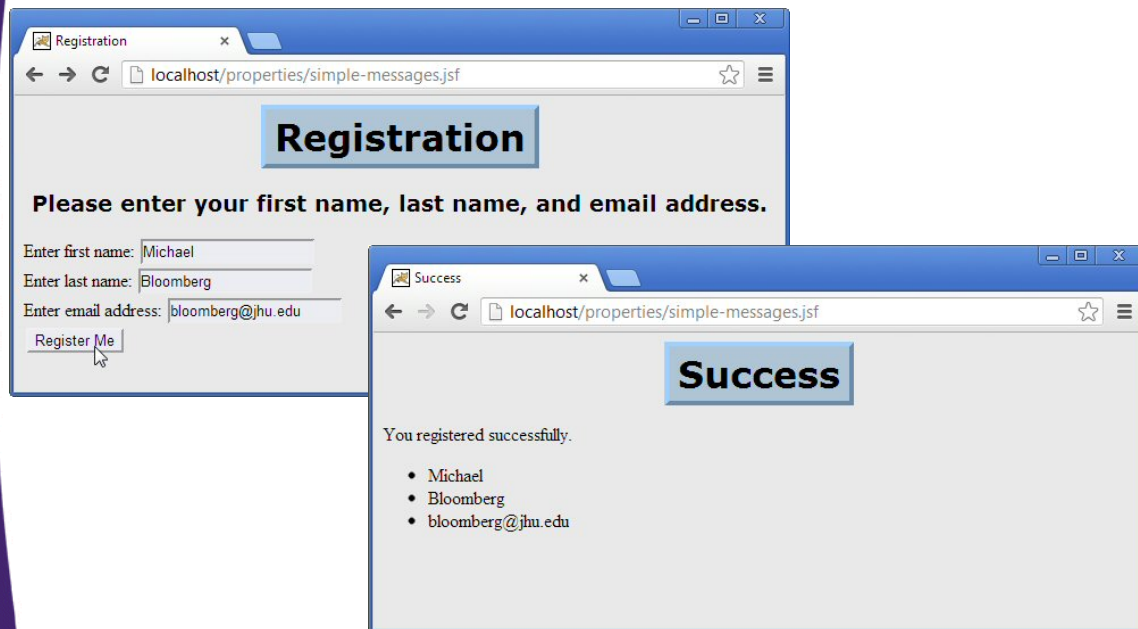 Registration
localhost/properties/simple-messages.jsf
Registration
Please enter your first name, last name, and email address.
Enter first name: Michael
Enter last name: Bloomberg
Enter email address: bloomberg@jhu.edu
Register Me
Success
localhost/properties/simple-messages.jsf
Success
You registered successfully.
• Michael
• Bloomberg
• bloomberg@jhu.edu